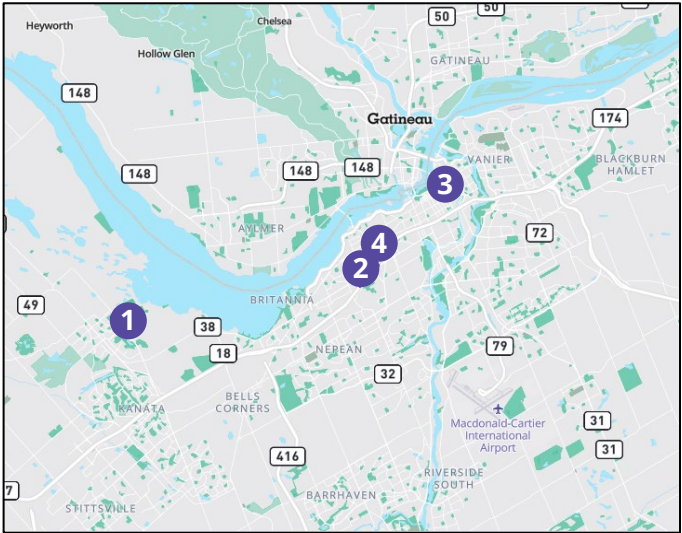 50
50
Heyworth
Chelsea
Hollow Glen
GATINEAU
148
Gatineau
174
VANIER
BLACKBURN
HAMLET
148
148
148
3
AYLMER
72
4
2
49
BRITANNIA
1
38
18
NEPEAN
79
32
KANATA
BELLS
CORNERS
Macdonald-Cartier
International
Airport
31
31
416
7
RIVERSIDE
SOUTH
BARRHAVEN
STITTSVILLE